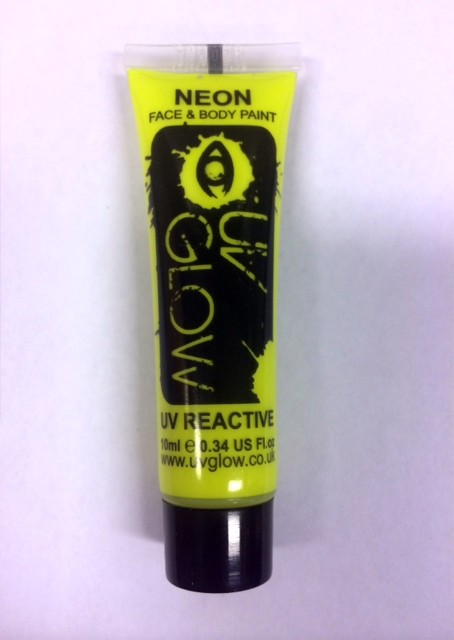 NEON
FACE & BODY PAINT
UV
GLOW
UV REACTIVE
10ml ℮ 0.34 US Fl.oz
www.uvglow.co.uk